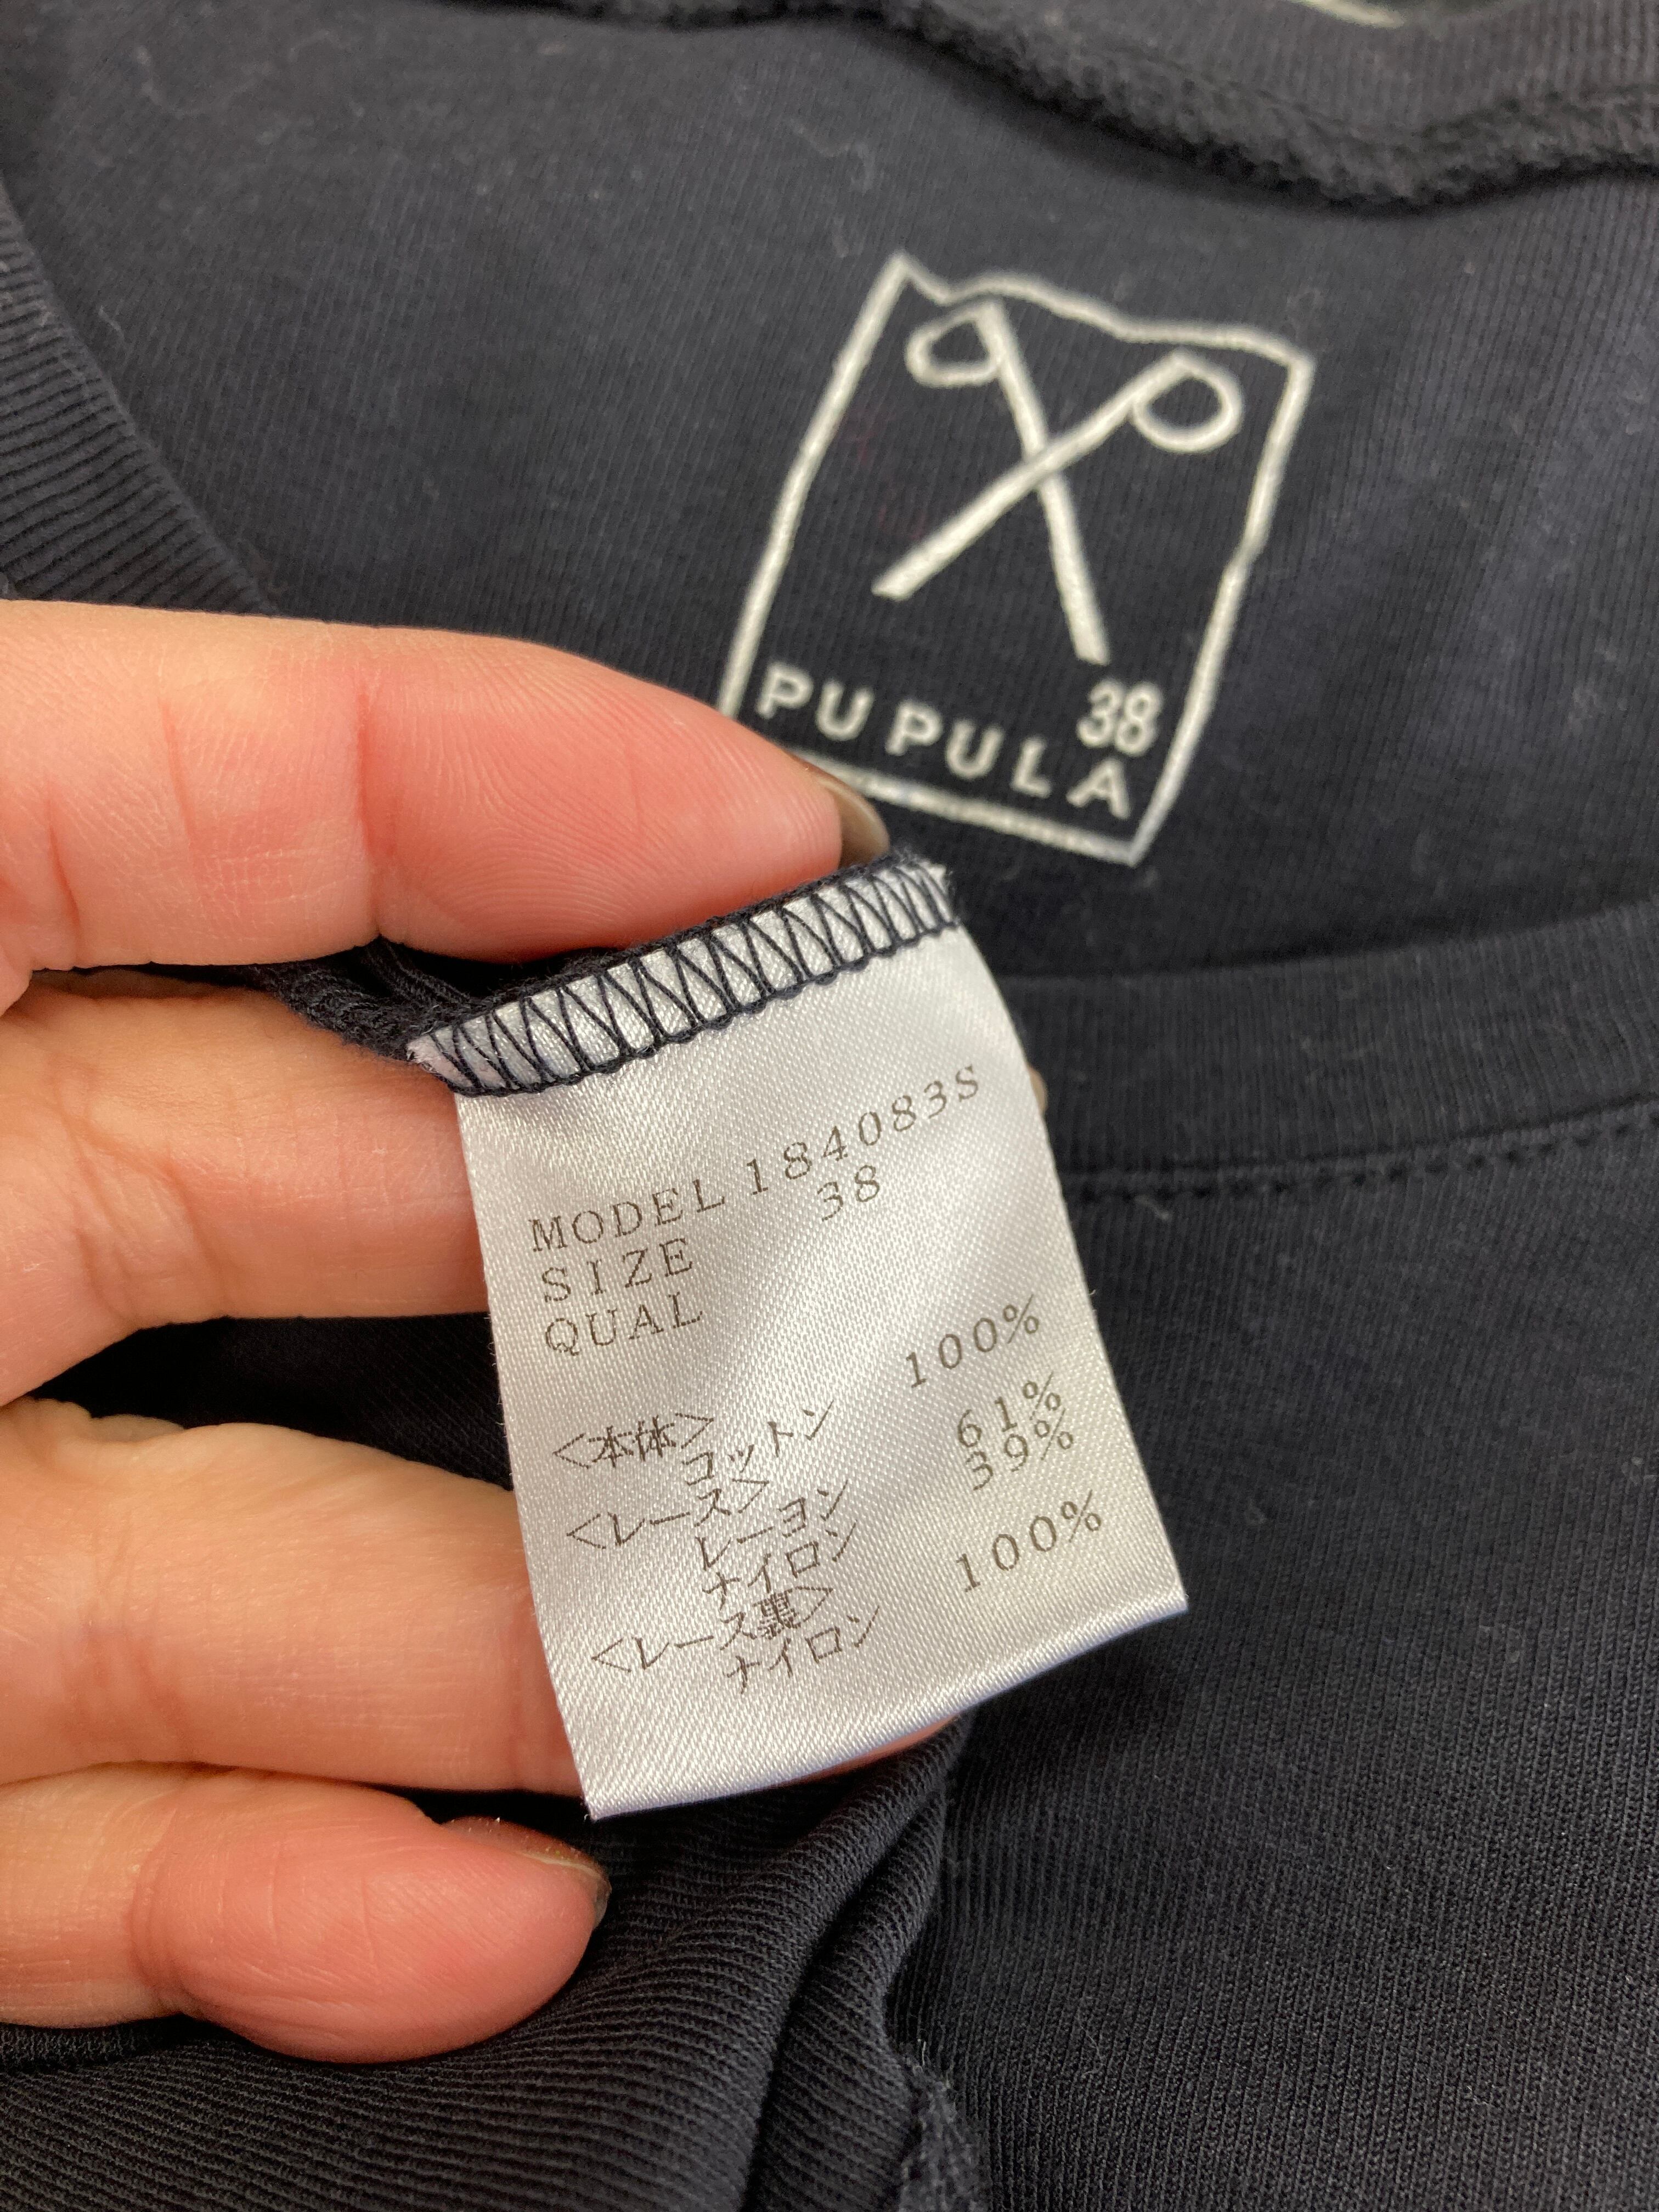 38
PUPULA
MODEL 184083S
SIZE 38
QUAL
<本体>
コットン 100%
<レース>
レーヨン 61%
ナイロン 39%
<レース裏>
ナイロン 100%